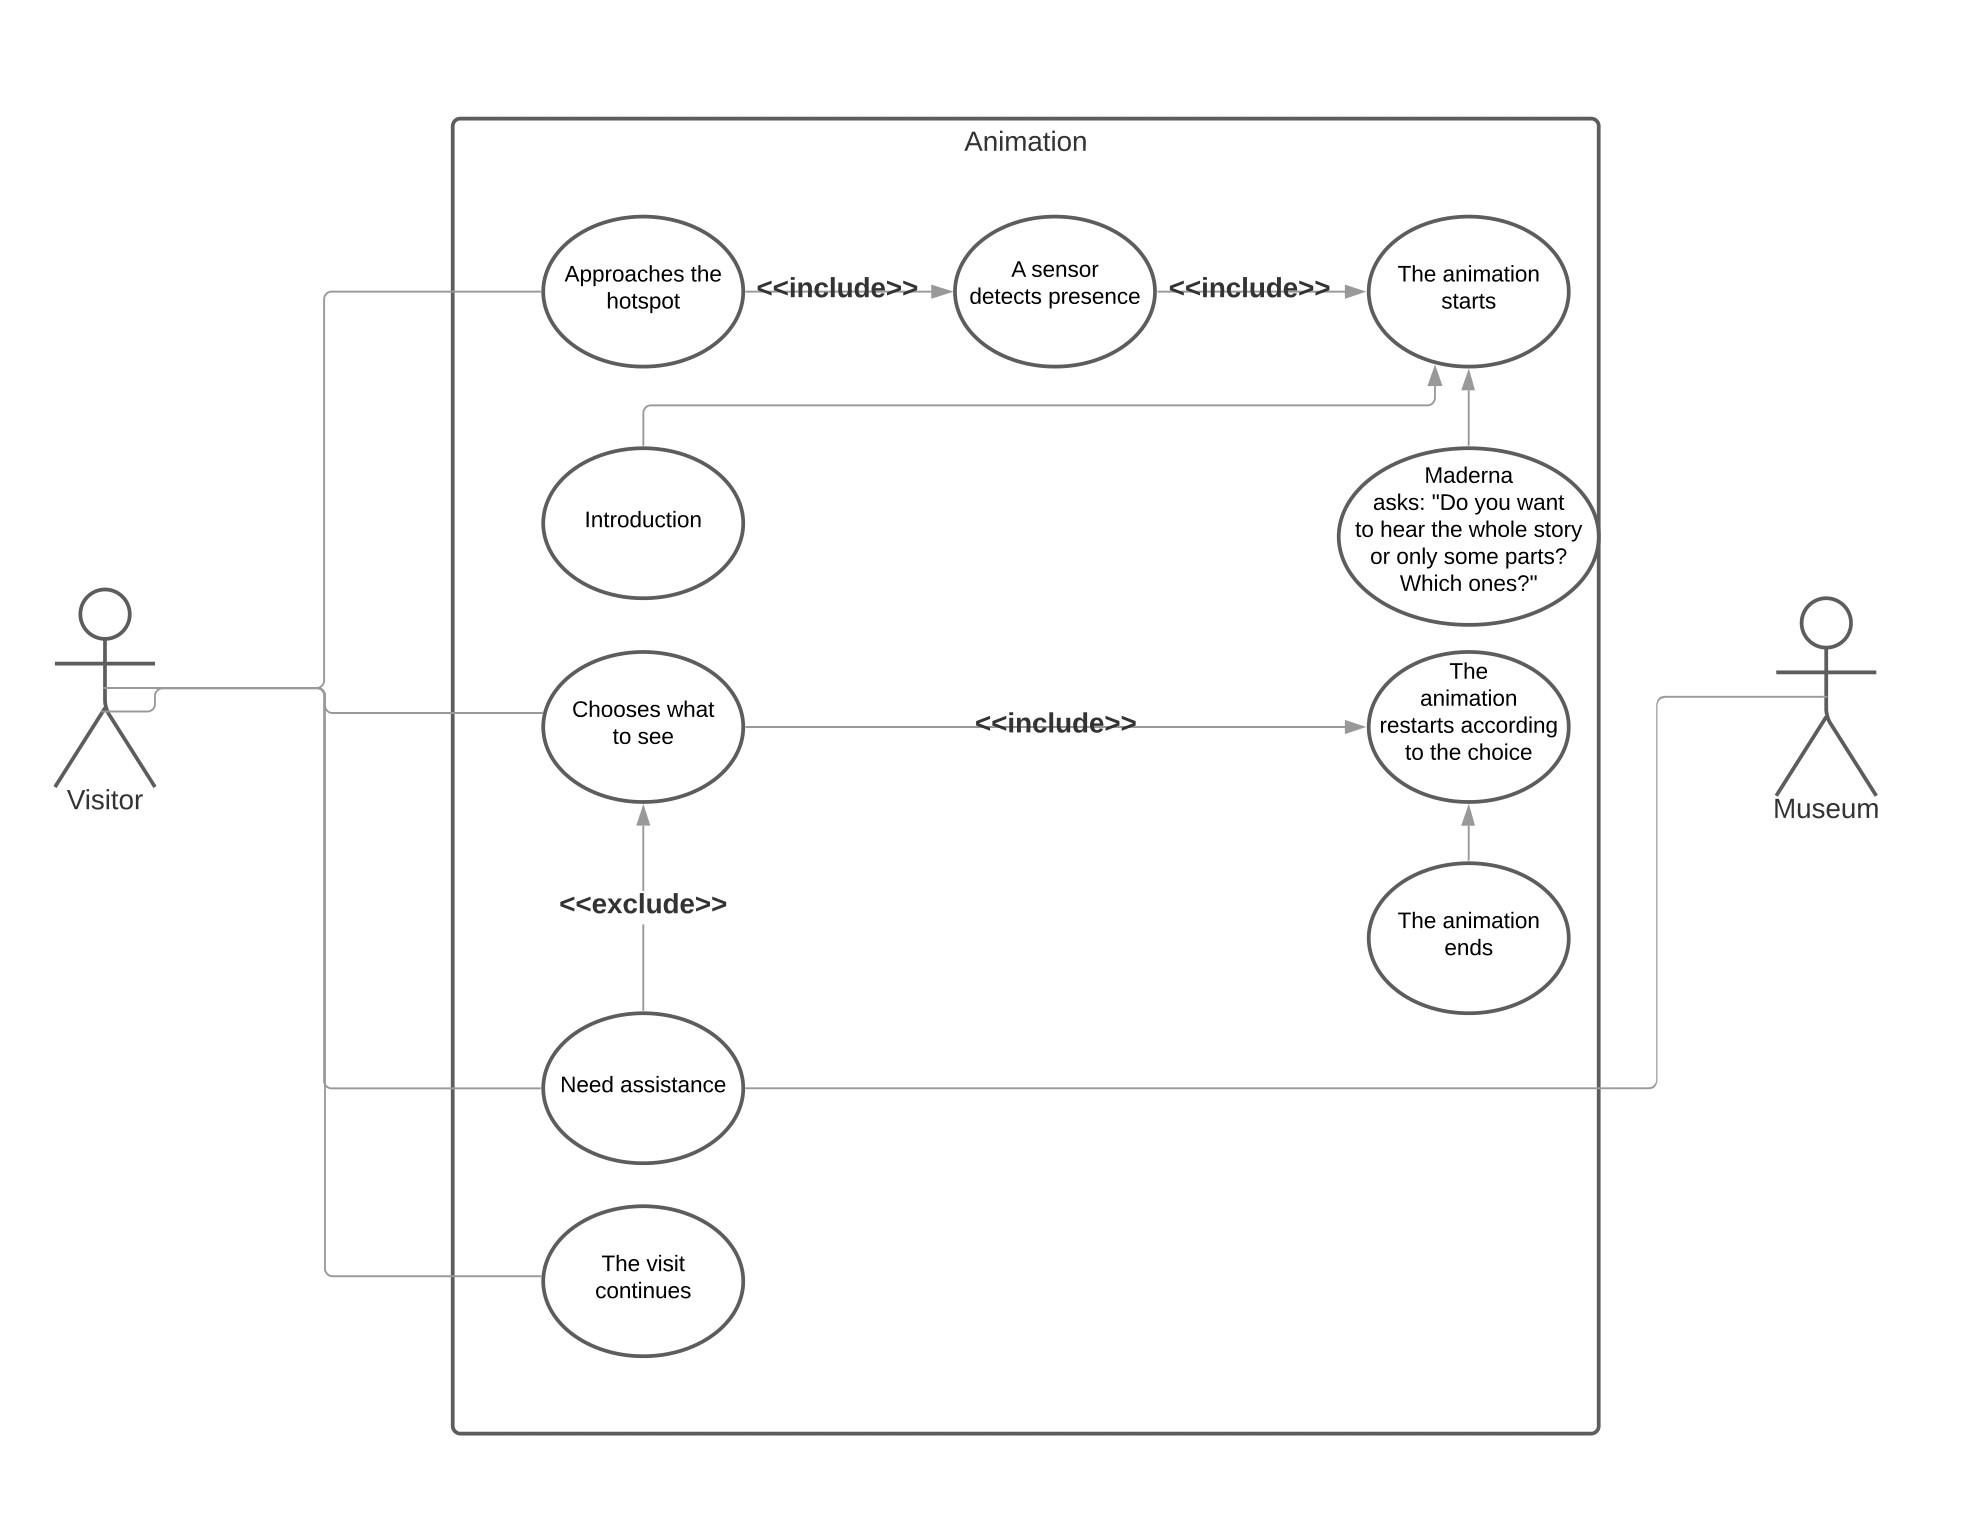 Animation
Approaches the
hotspot
<<include>>
A sensor
detects presence
<<include>>
The animation
starts
Introduction
Maderna
asks: "Do you want
to hear the whole story
or only some parts?
Which ones?"
Visitor
Chooses what
to see
<<include>>
The
animation
restarts according
to the choice
Museum
<<exclude>>
The animation
ends
Need assistance
The visit
continues